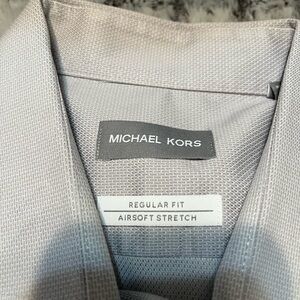 MICHAEL KORS
REGULAR FIT
AIRSOFT STRETCH